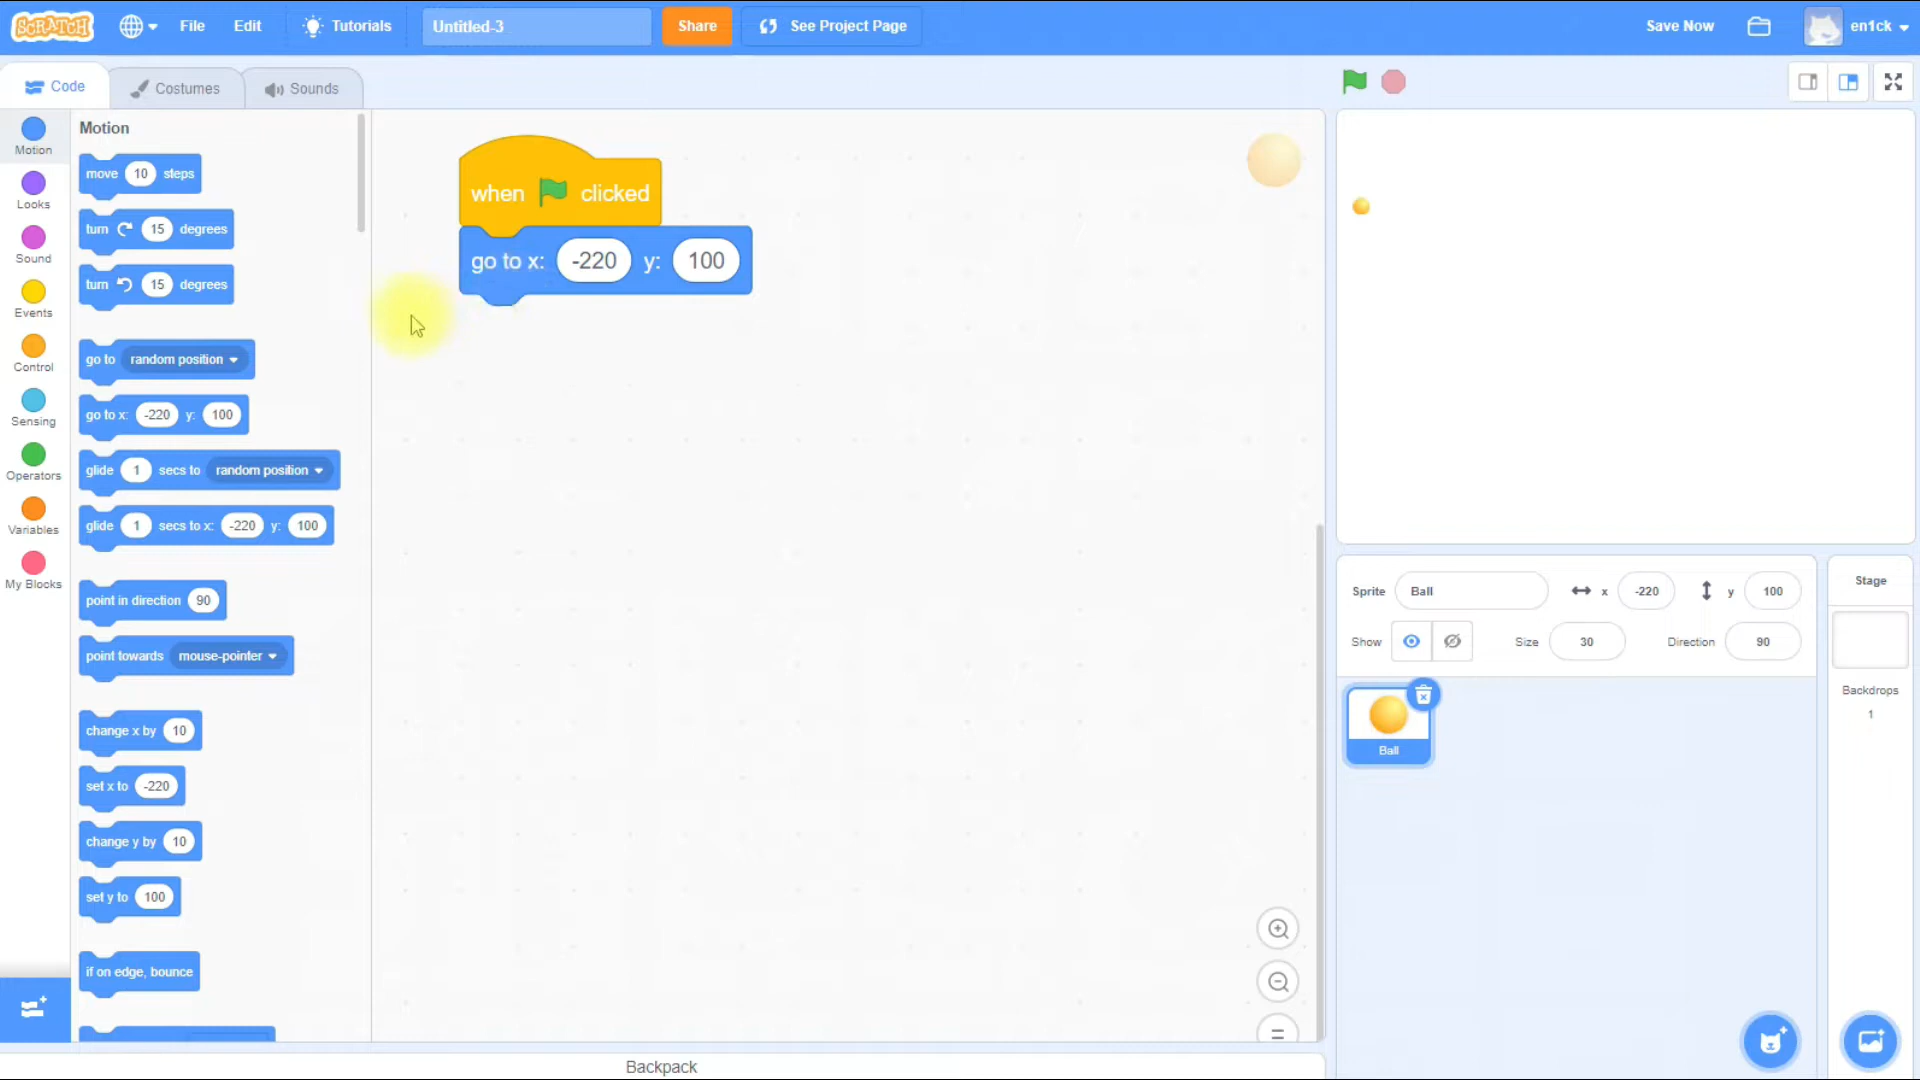 SCRATCH File Edit Tutorials Untitled-3 Share See Project Page Save Now en1ck
Code Costumes Sounds
Motion
Looks
Sound
Events
Control
Sensing
Operators
Variables
My Blocks
Motion
move 10 steps
turn 15 degrees
turn 15 degrees
go to random position
go to x: -220 y: 100
glide 1 secs to random position
glide 1 secs to x: -220 y: 100
point in direction 90
point towards mouse-pointer
change x by 10
set x to -220
change y by 10
set y to 100
if on edge, bounce
when clicked
go to x: -220 y: 100
Sprite Ball x -220 y 100
Show Size 30 Direction 90
Ball
Stage
Backdrops
1
Backpack